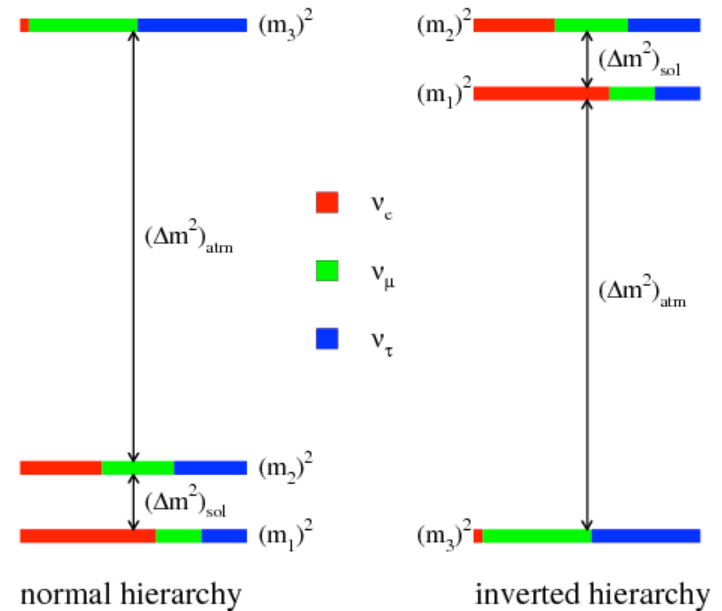 (m₃)²
(Δm²)atm
(m₂)²
(Δm²)sol
(m₁)²
normal hierarchy
νe
νμ
ντ
(m₂)²
(Δm²)sol
(m₁)²
(Δm²)atm
(m₃)²
inverted hierarchy